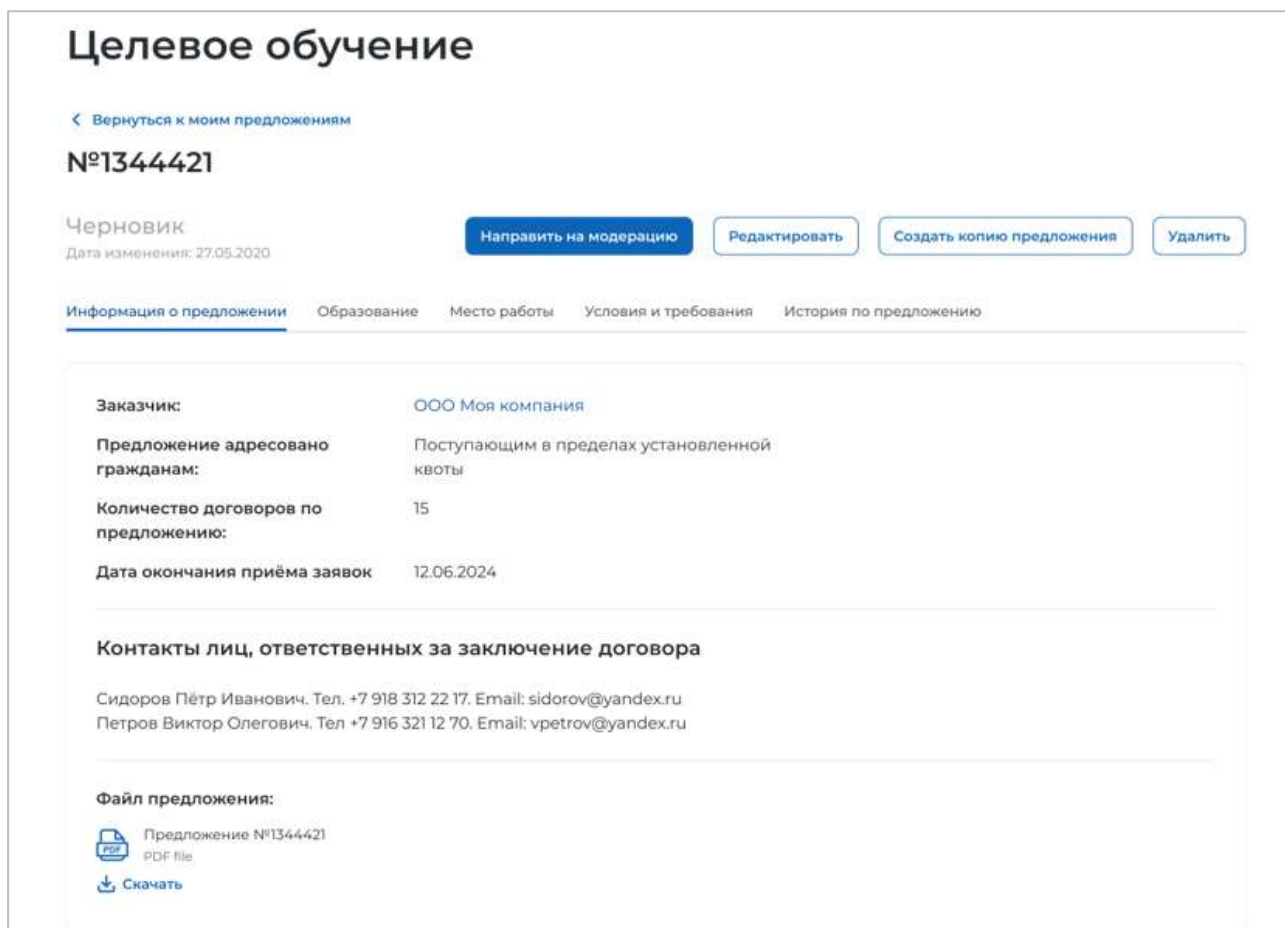 Целевое обучение
Вернуться к моим предложениям
№1344421
Черновик
Дата изменения: 27.05.2020
Направить на модерацию
Редактировать
Создать копию предложения
Удалить
Информация о предложении
Образование
Место работы
Условия и требования
История по предложению
Заказчик:
ООО Моя компания
Предложение адресовано
гражданам:
Поступающим в пределах установленной
квоты
Количество договоров по
предложению:
15
Дата окончания приёма заявок
12.06.2024
Контакты лиц, ответственных за заключение договора
Сидоров Пётр Иванович. Тел. +7 918 312 22 17. Email: sidorov@yandex.ru
Петров Виктор Олегович. Тел +7 916 321 12 70. Email: vpetrov@yandex.ru
Файл предложения:
PDF
Предложение №1344421
PDF file
Скачать